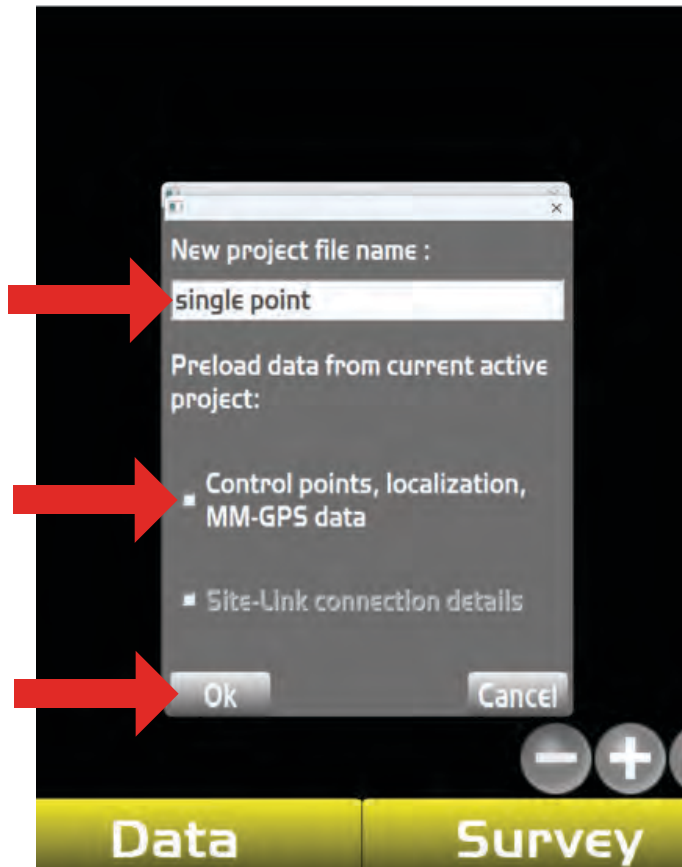 New project file name :
single point
Preload data from current active
project:
Control points, localization,
MM-GPS data
Site-Link connection details
Ok
Cancel
Data
Survey